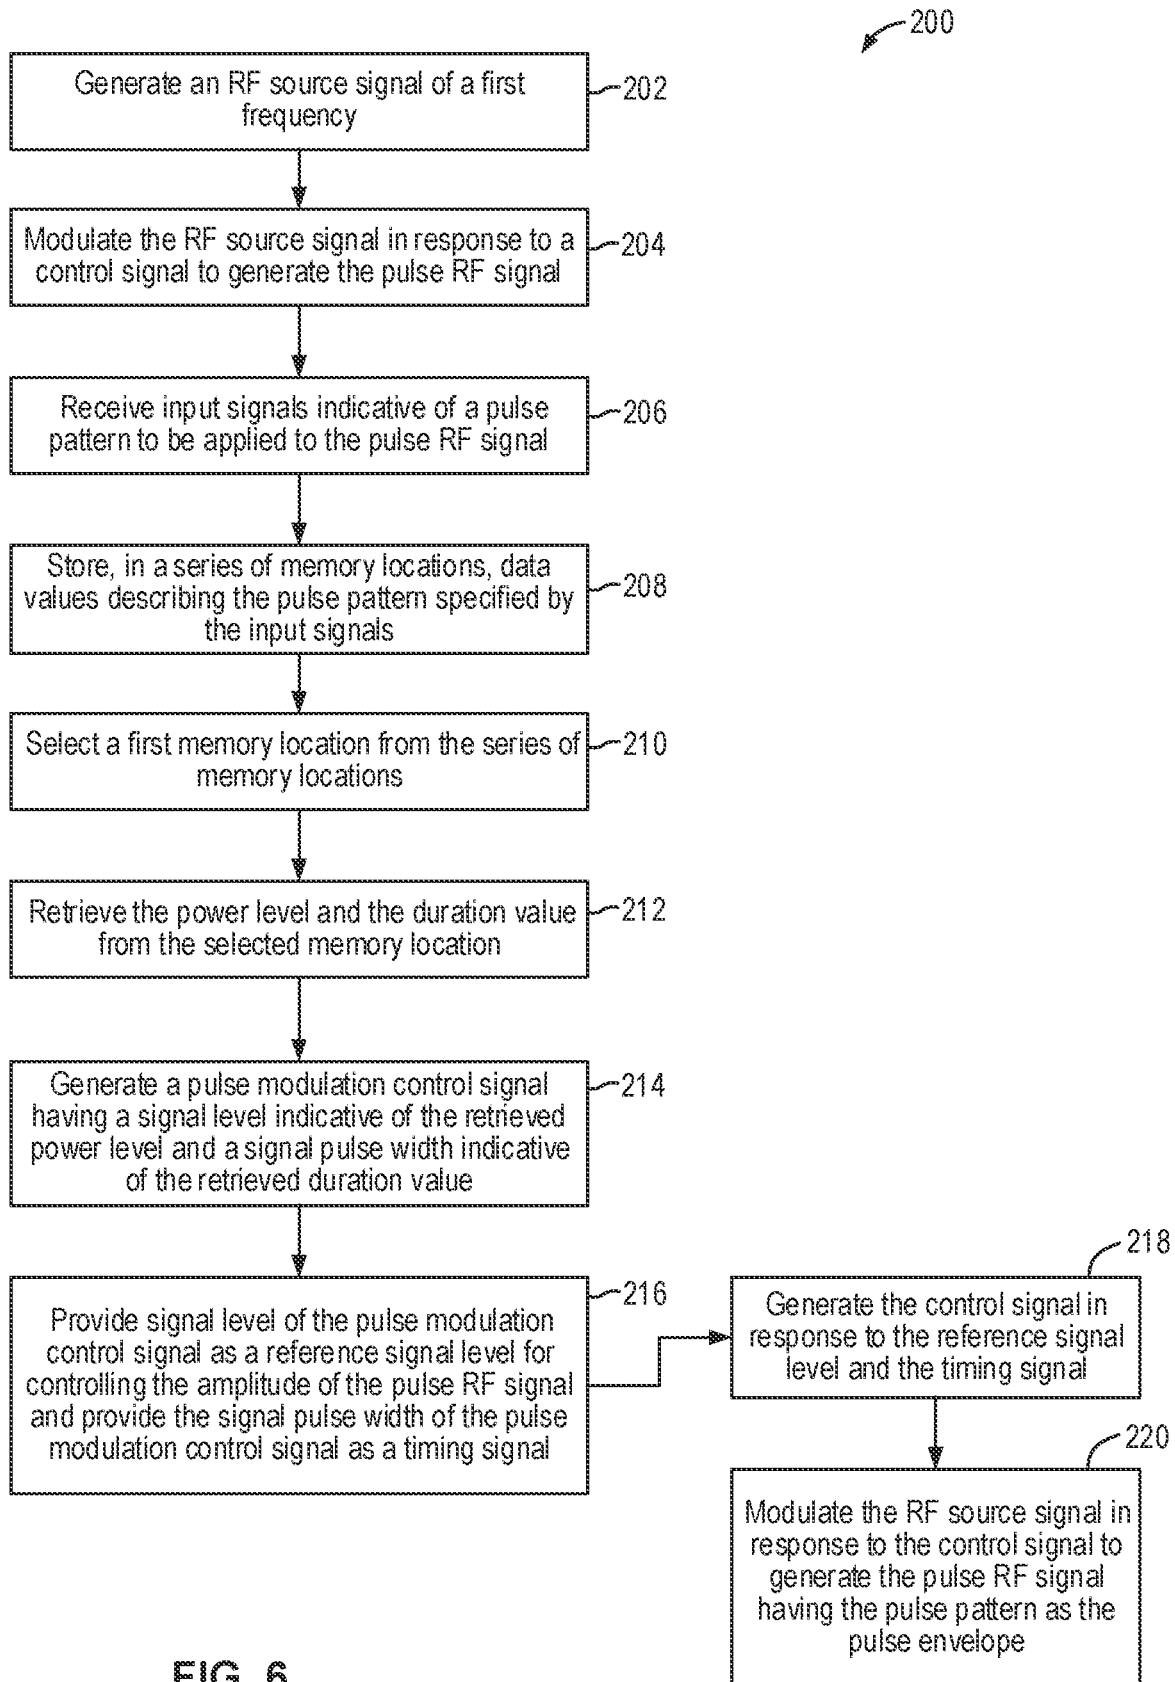 200
Generate an RF source signal of a first
frequency
202
Modulate the RF source signal in response to a
control signal to generate the pulse RF signal
204
Receive input signals indicative of a pulse
pattern to be applied to the pulse RF signal
206
Store, in a series of memory locations, data
values describing the pulse pattern specified by
the input signals
208
Select a first memory location from the series of
memory locations
210
Retrieve the power level and the duration value
from the selected memory location
212
Generate a pulse modulation control signal
having a signal level indicative of the retrieved
power level and a signal pulse width indicative
of the retrieved duration value
214
Provide signal level of the pulse modulation
control signal as a reference signal level for
controlling the amplitude of the pulse RF signal
and provide the signal pulse width of the pulse
modulation control signal as a timing signal
216
218
Generate the control signal in
response to the reference signal
level and the timing signal
220
Modulate the RF source signal in
response to the control signal to
generate the pulse RF signal
having the pulse pattern as the
pulse envelope
FIG. 6